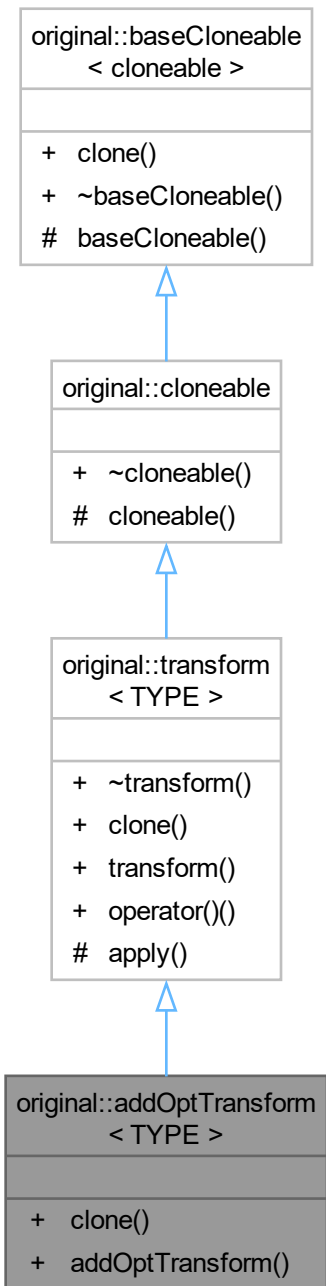 original::baseCloneable
< cloneable >
+ clone()
+ ~baseCloneable()
# baseCloneable()
original::cloneable
+ ~cloneable()
# cloneable()
original::transform
< TYPE >
+ ~transform()
+ clone()
+ transform()
+ operator()()
# apply()
original::addOptTransform
< TYPE >
+ clone()
+ addOptTransform()